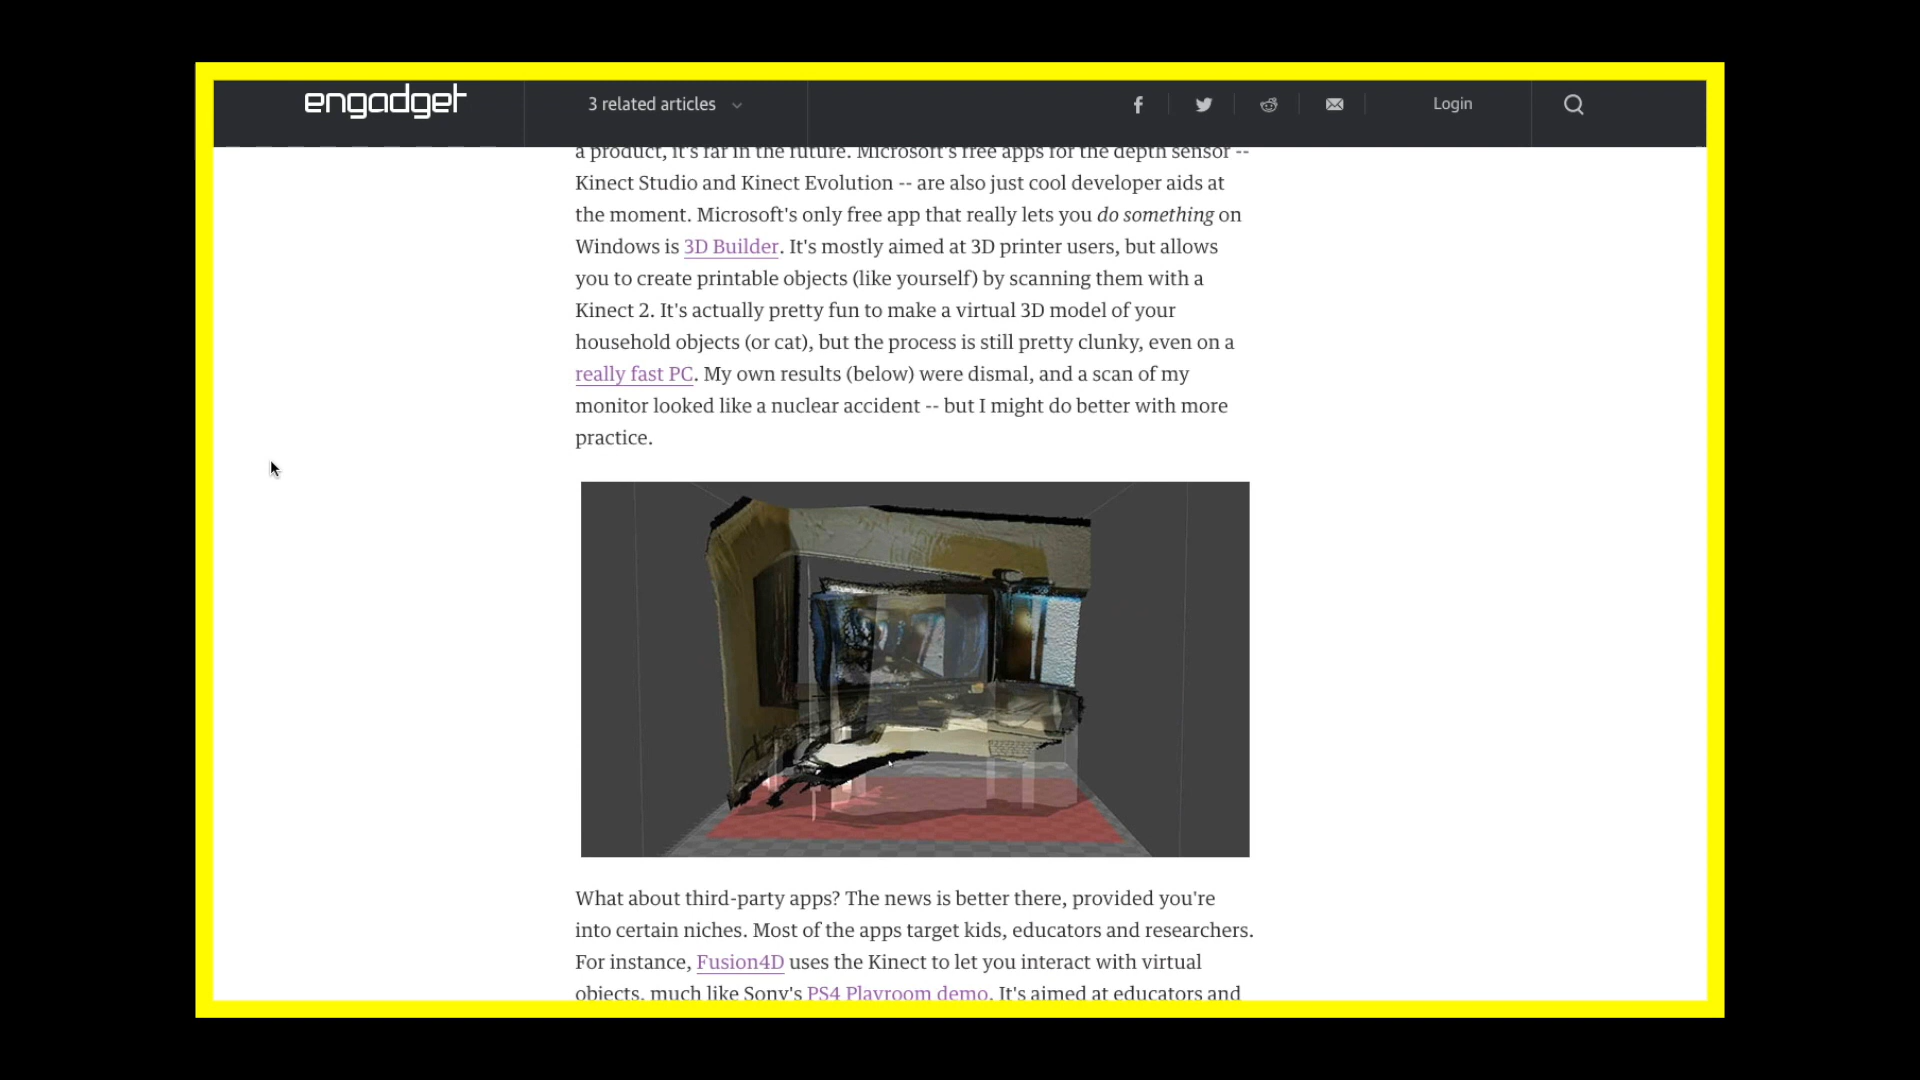 engadget
3 related articles
Login
a product, it's far in the future. Microsoft's free apps for the depth sensor --
Kinect Studio and Kinect Evolution -- are also just cool developer aids at
the moment. Microsoft's only free app that really lets you do something on
Windows is 3D Builder. It's mostly aimed at 3D printer users, but allows
you to create printable objects (like yourself) by scanning them with a
Kinect 2. It's actually pretty fun to make a virtual 3D model of your
household objects (or cat), but the process is still pretty clunky, even on a
really fast PC. My own results (below) were dismal, and a scan of my
monitor looked like a nuclear accident -- but I might do better with more
practice.
What about third-party apps? The news is better there, provided you're
into certain niches. Most of the apps target kids, educators and researchers.
For instance, Fusion4D uses the Kinect to let you interact with virtual
objects, much like Sony's PS4 Playroom demo. It's aimed at educators and